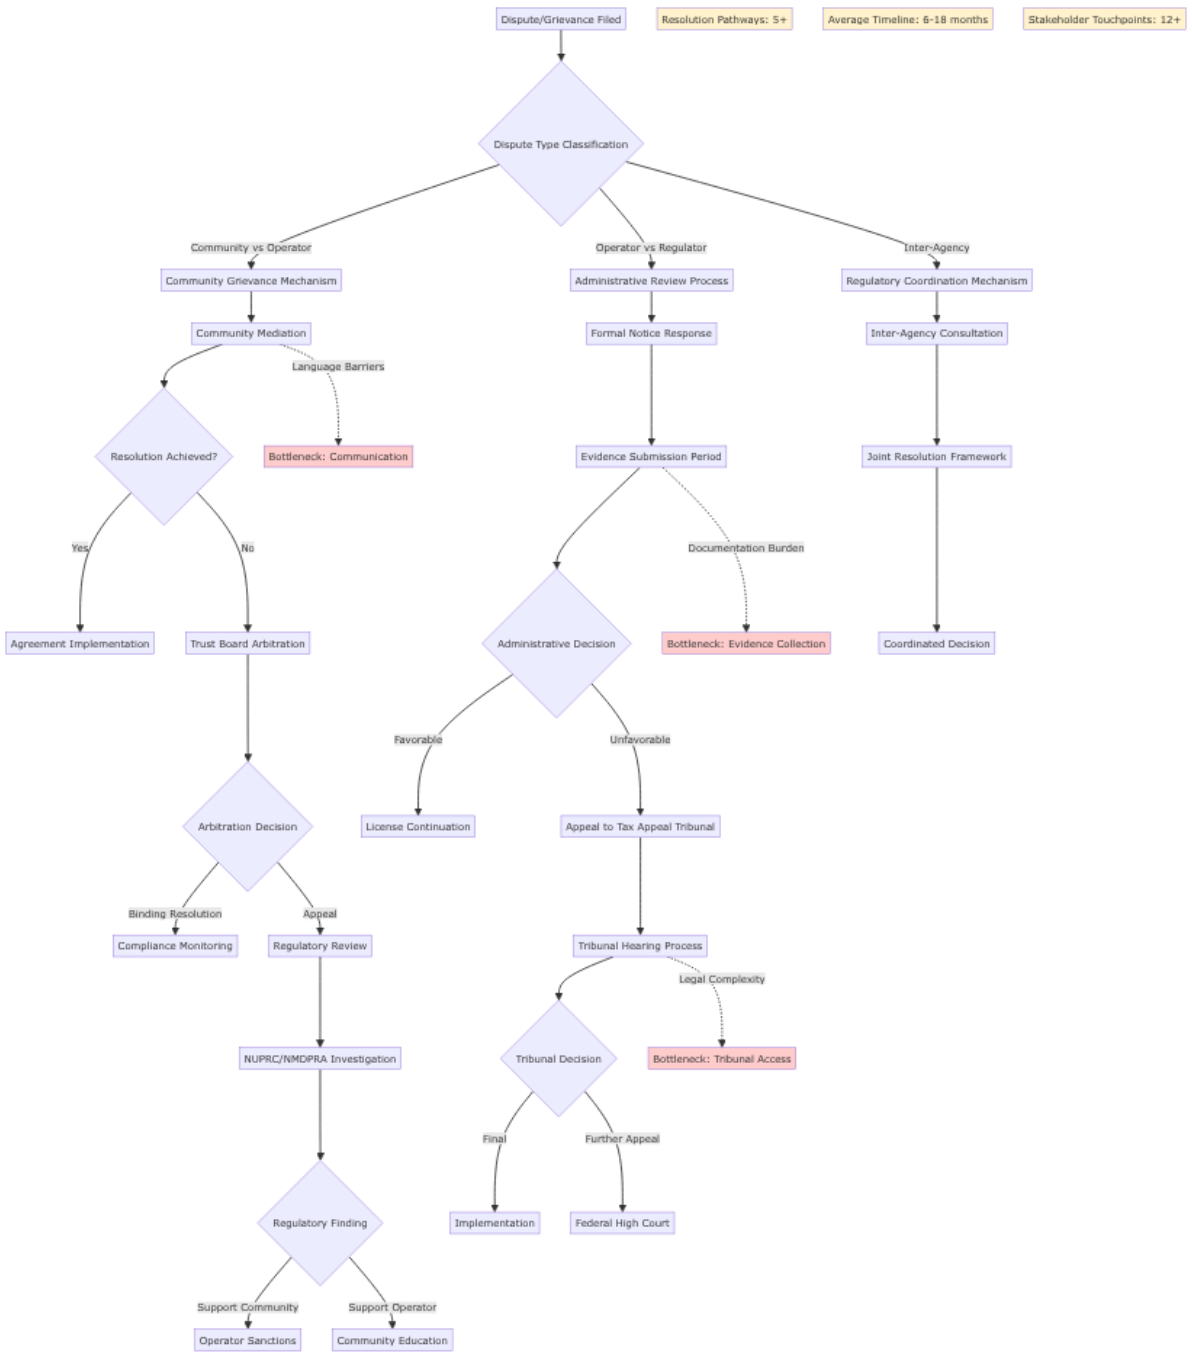 Dispute/Grievance Filed
Resolution Pathways: 5+
Average Timeline: 6-18 months
Stakeholder Touchpoints: 12+
Dispute Type Classification
Community vs Operator
Operator vs Regulator
Inter-Agency
Community Grievance Mechanism
Administrative Review Process
Regulatory Coordination Mechanism
Community Mediation
Formal Notice Response
Inter-Agency Consultation
Language Barriers
Resolution Achieved?
Bottleneck: Communication
Evidence Submission Period
Joint Resolution Framework
Yes
No
Documentation Burden
Agreement Implementation
Trust Board Arbitration
Administrative Decision
Bottleneck: Evidence Collection
Coordinated Decision
Favorable
Unfavorable
Arbitration Decision
License Continuation
Appeal to Tax Appeal Tribunal
Binding Resolution
Appeal
Compliance Monitoring
Regulatory Review
Tribunal Hearing Process
Legal Complexity
NUPRC/NMDPRA Investigation
Tribunal Decision
Bottleneck: Tribunal Access
Final
Further Appeal
Regulatory Finding
Implementation
Federal High Court
Support Community
Support Operator
Operator Sanctions
Community Education